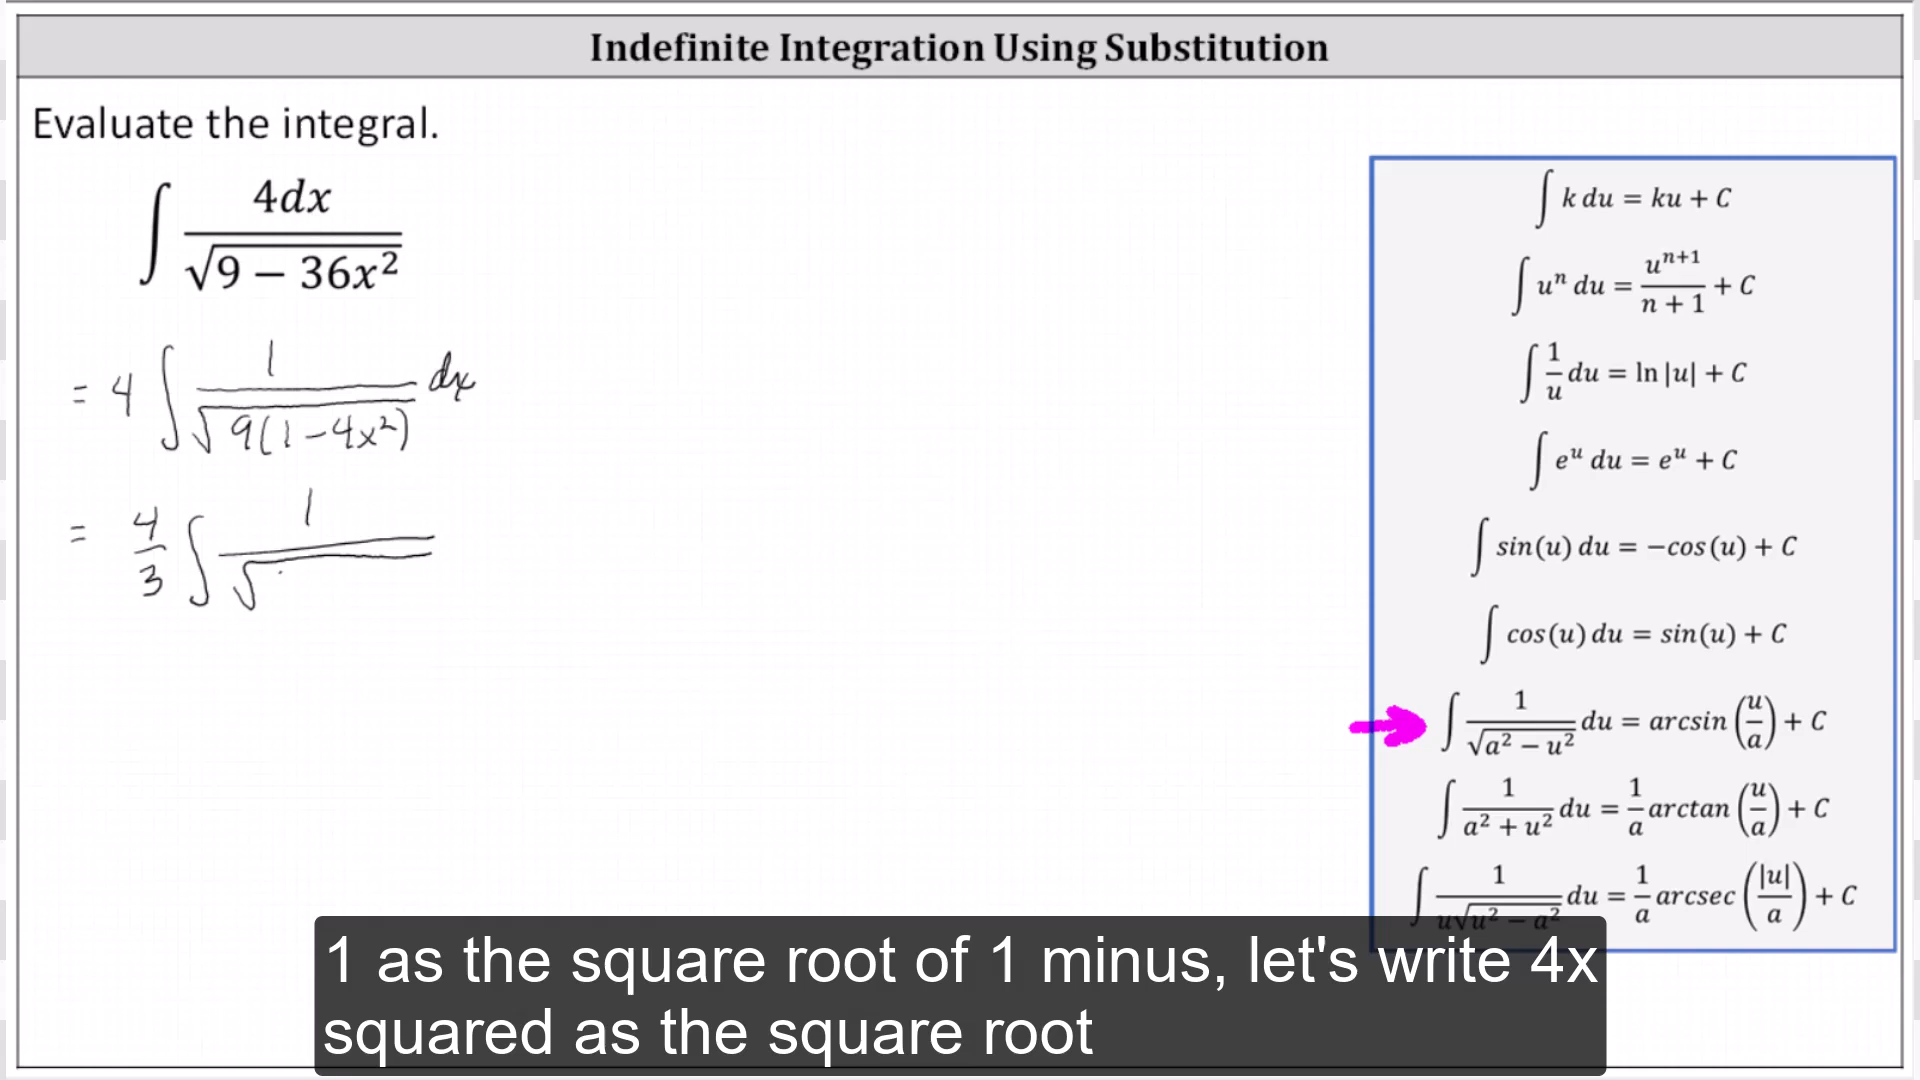 Indefinite Integration Using Substitution
Evaluate the integral.
∫ 4dx / √(9 − 36x²)
= 4 ∫ 1 / √(9(1 − 4x²)) dx
= 4/3 ∫ 1 / √
∫ k du = ku + C
∫ uⁿ du = uⁿ⁺¹ / (n + 1) + C
∫ 1/u du = ln |u| + C
∫ eᵘ du = eᵘ + C
∫ sin(u) du = −cos(u) + C
∫ cos(u) du = sin(u) + C
∫ 1 / √(a² − u²) du = arcsin (u/a) + C
∫ 1 / (a² + u²) du = 1/a arctan (u/a) + C
∫ 1 / (u√(u² − a²)) du = 1/a arcsec (|u|/a) + C
1 as the square root of 1 minus, let's write 4x
squared as the square root